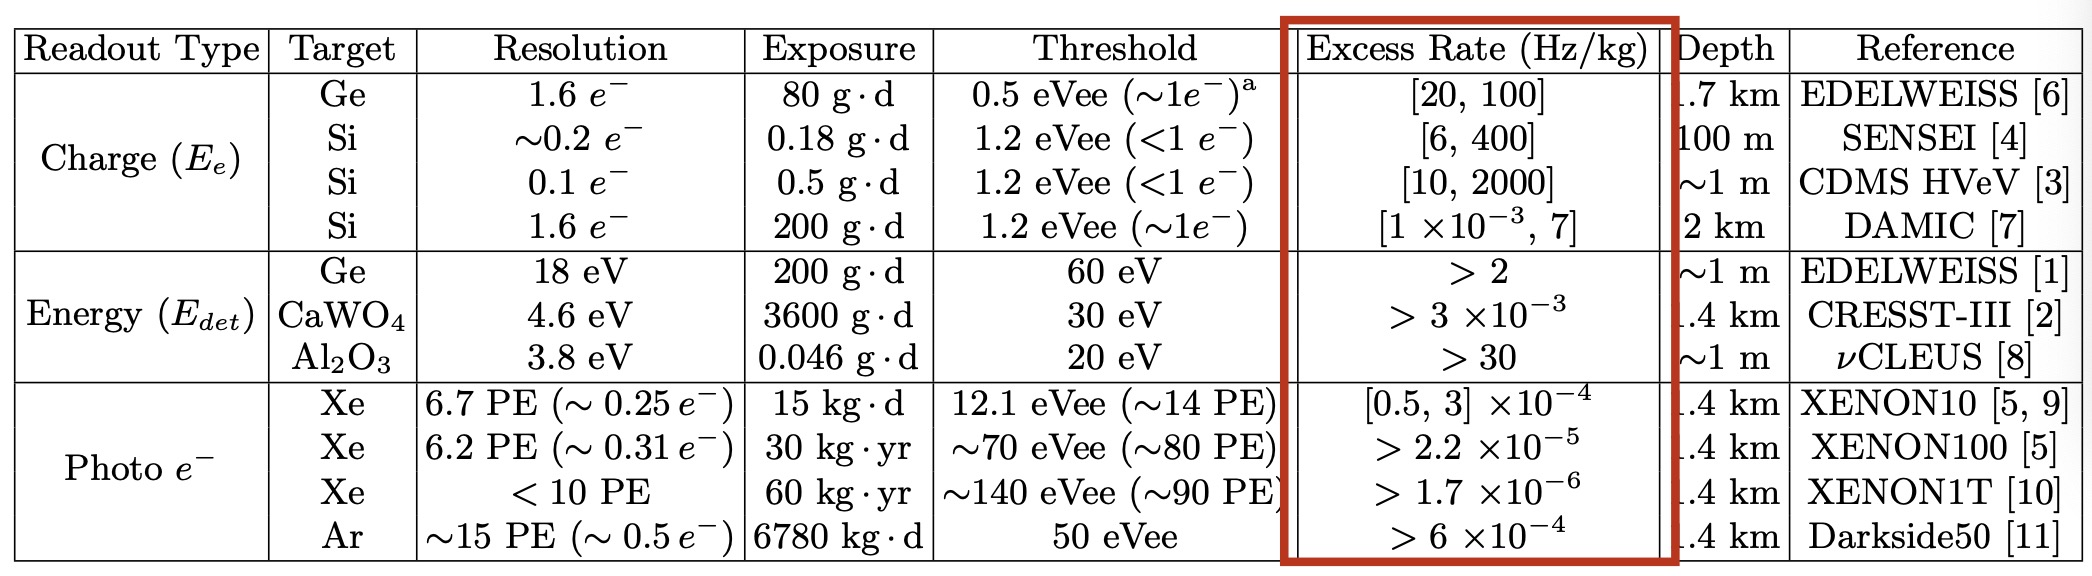 Readout Type Target Resolution Exposure Threshold Excess Rate (Hz/kg) Depth Reference
Ge 1.6 e⁻ 80 g·d 0.5 eVee (∼1e⁻)ᵃ [20, 100] .7 km EDELWEISS [6]
Si ∼0.2 e⁻ 0.18 g·d 1.2 eVee (<1 e⁻) [6, 400] 100 m SENSEI [4]
Charge (Eₑ)
Si 0.1 e⁻ 0.5 g·d 1.2 eVee (<1 e⁻) [10, 2000] ∼1 m CDMS HVeV [3]
Si 1.6 e⁻ 200 g·d 1.2 eVee (∼1e⁻) [1 ×10⁻³, 7] 2 km DAMIC [7]
Ge 18 eV 200 g·d 60 eV > 2 ∼1 m EDELWEISS [1]
Energy (E_det) CaWO₄ 4.6 eV 3600 g·d 30 eV > 3 ×10⁻³ .4 km CRESST-III [2]
Al₂O₃ 3.8 eV 0.046 g·d 20 eV > 30 ∼1 m νCLEUS [8]
Xe 6.7 PE (∼ 0.25 e⁻) 15 kg·d 12.1 eVee (∼14 PE) [0.5, 3] ×10⁻⁴ .4 km XENON10 [5, 9]
Xe 6.2 PE (∼ 0.31 e⁻) 30 kg·yr ∼70 eVee (∼80 PE) > 2.2 ×10⁻⁵ .4 km XENON100 [5]
Photo e⁻
Xe < 10 PE 60 kg·yr ∼140 eVee (∼90 PE) > 1.7 ×10⁻⁶ .4 km XENON1T [10]
Ar ∼15 PE (∼ 0.5 e⁻) 6780 kg·d 50 eVee > 6 ×10⁻⁴ .4 km Darkside50 [11]